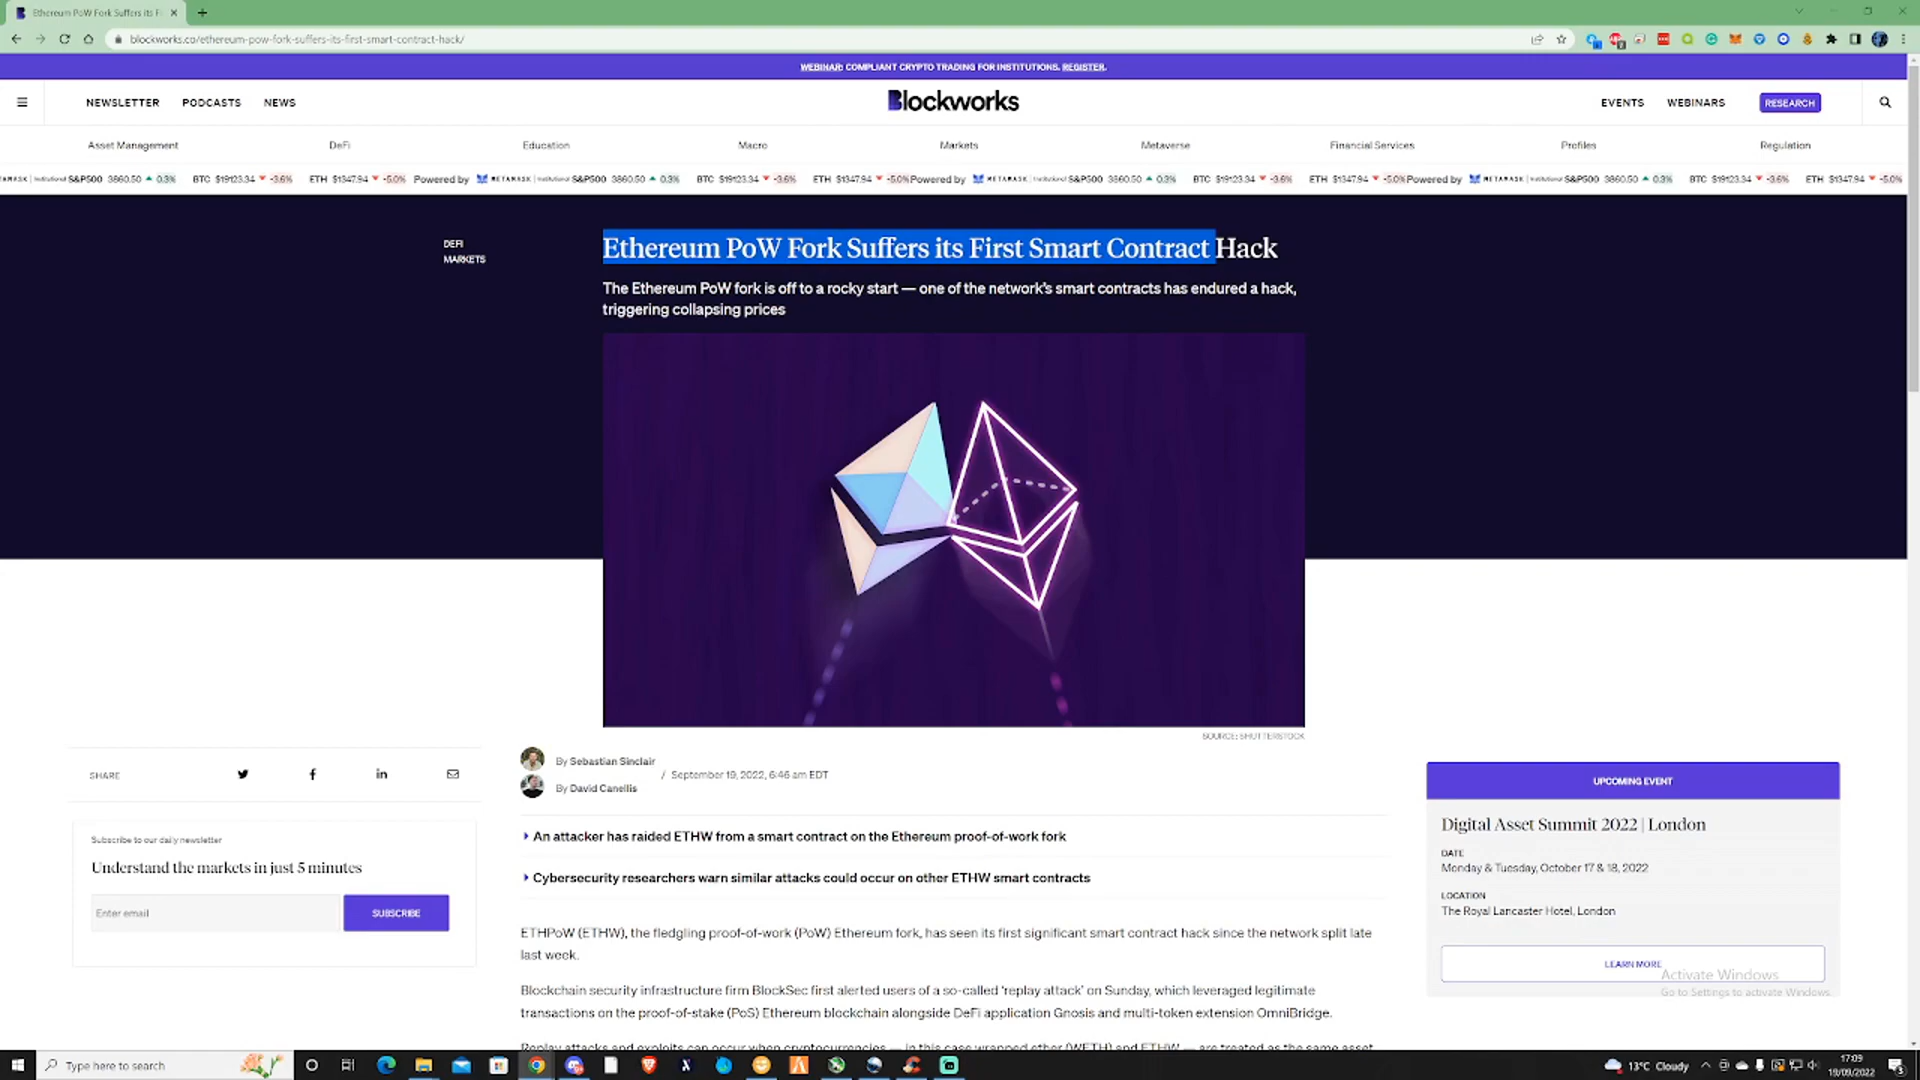 Ethereum PoW Fork Suffers its Fi
blockworks.co/ethereum-pow-fork-suffers-its-first-smart-contract-hack/
WEBINAR: COMPLIANT CRYPTO TRADING FOR INSTITUTIONS. REGISTER.
NEWSLETTER PODCASTS NEWS Blockworks EVENTS WEBINARS RESEARCH
Asset Management DeFi Education Macro Markets Metaverse Financial Services Profiles Regulation
TAMASK | Institutional S&P500 3860.50 0.3% BTC $19123.34 -3.6% ETH $1347.94 -5.0% Powered by METAMASK | Institutional S&P500 3860.50 0.3% BTC $19123.34 -3.6% ETH $1347.94 -5.0% Powered by METAMASK | Institutional S&P500 3860.50 0.3% BTC $19123.34 -3.6% ETH $1347.94 -5.0% Powered by METAMASK | Institutional S&P500 3860.50 0.3% BTC $19123.34 -3.6% ETH $1347.94 -5.0%
DEFI
MARKETS
Ethereum PoW Fork Suffers its First Smart Contract Hack
The Ethereum PoW fork is off to a rocky start — one of the network's smart contracts has endured a hack,
triggering collapsing prices
SOURCE: SHUTTERSTOCK
SHARE
By Sebastian Sinclair
By David Canellis
/ September 19, 2022, 6:46 am EDT
Subscribe to our daily newsletter
Understand the markets in just 5 minutes
Enter email SUBSCRIBE
An attacker has raided ETHW from a smart contract on the Ethereum proof-of-work fork
Cybersecurity researchers warn similar attacks could occur on other ETHW smart contracts
ETHPoW (ETHW), the fledgling proof-of-work (PoW) Ethereum fork, has seen its first significant smart contract hack since the network split late
last week.
Blockchain security infrastructure firm BlockSec first alerted users of a so-called 'replay attack' on Sunday, which leveraged legitimate
transactions on the proof-of-stake (PoS) Ethereum blockchain alongside DeFi application Gnosis and multi-token extension OmniBridge.
Replay attacks and exploits can occur when cryptocurrencies — in this case wrapped ether (WETH) and ETHW — are treated as the same asset
UPCOMING EVENT
Digital Asset Summit 2022 | London
DATE
Monday & Tuesday, October 17 & 18, 2022
LOCATION
The Royal Lancaster Hotel, London
LEARN MORE
Activate Windows
Go to Settings to activate Windows.
Type here to search
13°C Cloudy
17:09
19/09/2022